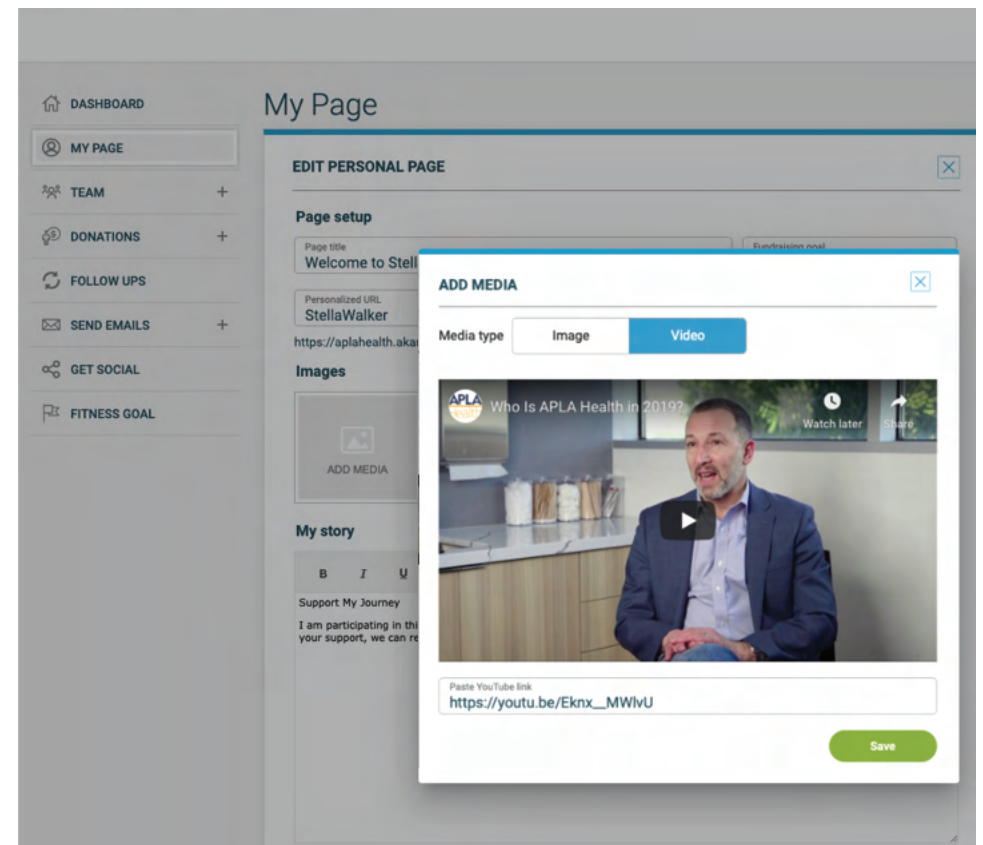 DASHBOARD
MY PAGE
TEAM +
DONATIONS +
FOLLOW UPS
SEND EMAILS +
GET SOCIAL
FITNESS GOAL
My Page
EDIT PERSONAL PAGE
Page setup
Page title
Welcome to Stell
Fundraising goal
Personalized URL
StellaWalker
https://aplahealth.aka
Images
ADD MEDIA
My story
B I U
Support My Journey
I am participating in thi
your support, we can re
ADD MEDIA
Media type Image Video
APLA
Health
Who Is APLA Health in 2019?
Watch later
Share
Paste YouTube link
https://youtu.be/Eknx__MWlvU
Save